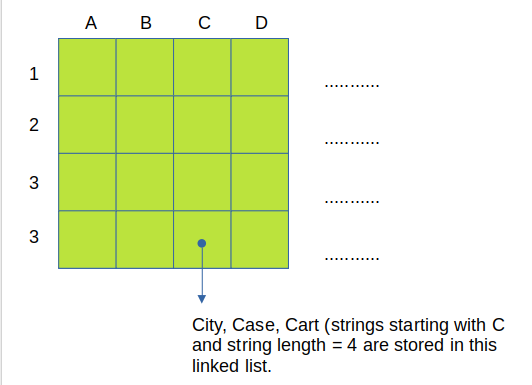 A B C D
1 ...........
2 ...........
3 ...........
3 ...........
City, Case, Cart (strings starting with C
and string length = 4 are stored in this
linked list.